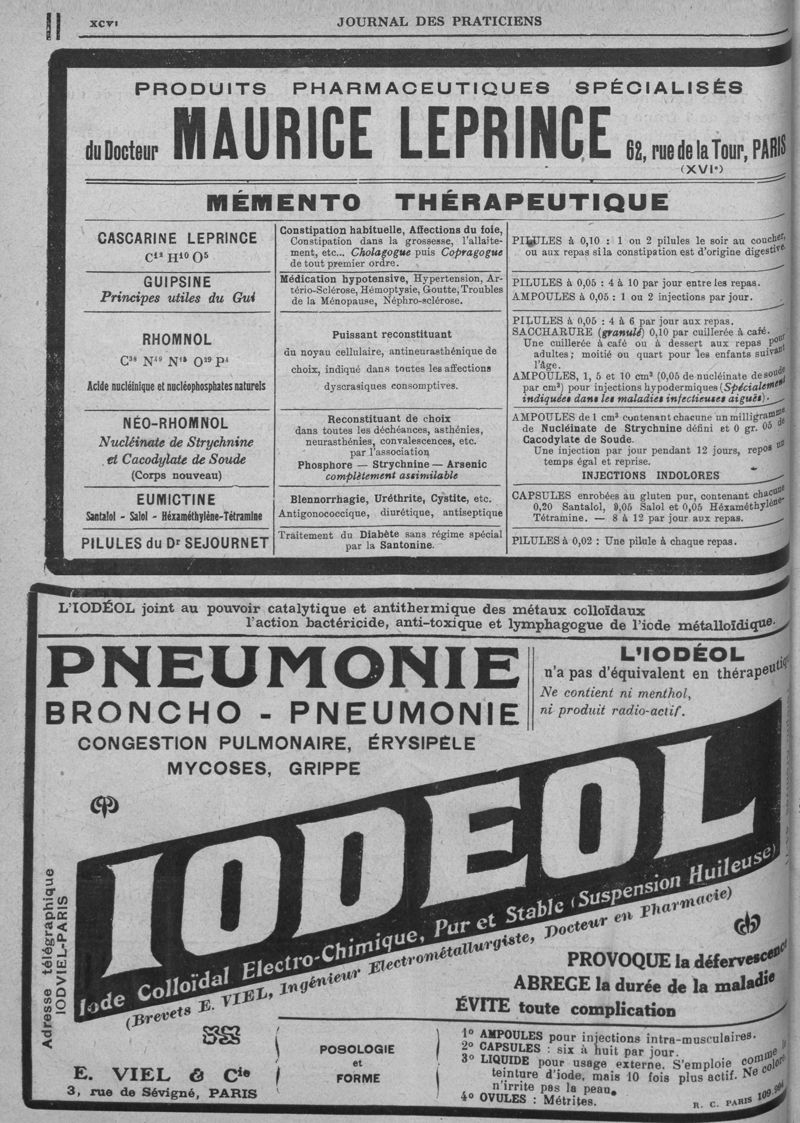 XCVI
JOURNAL DES PRATICIENS
PRODUITS PHARMACEUTIQUES SPÉCIALISÉS
du Docteur MAURICE LEPRINCE 62, rue de la Tour, PARIS
(XVIe)
MÉMENTO THÉRAPEUTIQUE
CASCARINE LEPRINCE
C¹² H¹⁰ O⁵
Constipation habituelle, Affections du foie,
Constipation dans la grossesse, l'allaite-
ment, etc... Cholagogue puis Copragogue
de tout premier ordre.
PILULES à 0,10 : 1 ou 2 pilules le soir au coucher,
ou aux repas si la constipation est d'origine digestive.
GUIPSINE
Principes utiles du Gui
Médication hypotensive, Hypertension, Ar-
tério-Sclérose, Hémoptysie, Goutte, Troubles
de la Ménopause, Néphro-sclérose.
PILULES à 0,05 : 4 à 10 par jour entre les repas.
AMPOULES à 0,05 : 1 ou 2 injections par jour.
RHOMNOL
Acide nucléinique et nucléophosphates naturels
Puissant reconstituant
du noyau cellulaire, antineurasthénique de
choix, indiqué dans toutes les affections
dyscrasiques consomptives.
PILULES à 0,05 : 4 à 6 par jour aux repas.
SACCHARURE (granulé) 0,10 par cuillerée à café.
Une cuillerée à café ou à dessert aux repas pour
adultes; moitié ou quart pour les enfants suivant
l'âge.
AMPOULES, 1, 5 et 10 cm³ (0,05 de nucléinate de soude
par cm³) pour injections hypodermiques (Spécialement
indiquées dans les maladies infectieuses aiguës).
NÉO-RHOMNOL
Nucléinate de Strychnine
et Cacodylate de Soude
(Corps nouveau)
Reconstituant de choix
dans toutes les déchéances, asthénies,
neurasthénies, convalescences, etc.
par l'association
Phosphore — Strychnine — Arsenic
complètement assimilable
AMPOULES de 1 cm³ contenant chacune un milligramme
de Nucléinate de Strychnine défini et 0 gr. 05 de
Cacodylate de Soude.
Une injection par jour pendant 12 jours, repos un
temps égal et reprise.
INJECTIONS INDOLORES
EUMICTINE
Santalol - Salol - Héxaméthylène-Tétramine
Blennorrhagie, Uréthrite, Cystite, etc.
Antigonococcique, diurétique, antiseptique
CAPSULES enrobées au gluten pur, contenant chacune
0,20 Santalol, 0,05 Salol et 0,05 Héxaméthylène-
Tétramine. — 8 à 12 par jour aux repas.
PILULES du Dr SEJOURNET
Traitement du Diabète sans régime spécial
par la Santonine.
PILULES à 0,02 : Une pilule à chaque repas.
L'IODÉOL joint au pouvoir catalytique et antithermique des métaux colloïdaux
l'action bactéricide, anti-toxique et lymphagogue de l'iode métalloïdique.
PNEUMONIE
BRONCHO - PNEUMONIE
CONGESTION PULMONAIRE, ÉRYSIPÈLE
MYCOSES, GRIPPE
L'IODÉOL
n'a pas d'équivalent en thérapeutique
Ne contient ni menthol,
ni produit radio-actif.
IODEOL
Iode Colloïdal Electro-Chimique, Pur et Stable (Suspension Huileuse)
(Brevets E. VIEL, Ingénieur Electrométallurgiste, Docteur en Pharmacie)
Adresse télégraphique
IODVIEL-PARIS
PROVOQUE la défervescence
ABREGE la durée de la maladie
ÉVITE toute complication
E. VIEL & Cie
3, rue de Sévigné, PARIS
POSOLOGIE
et
FORME
1º AMPOULES pour injections intra-musculaires.
2º CAPSULES : six à huit par jour.
3º LIQUIDE pour usage externe. S'emploie comme la
teinture d'iode, mais 10 fois plus actif. Ne colore
n'irrite pas la peau.
4º OVULES : Métrites.
R. C. PARIS